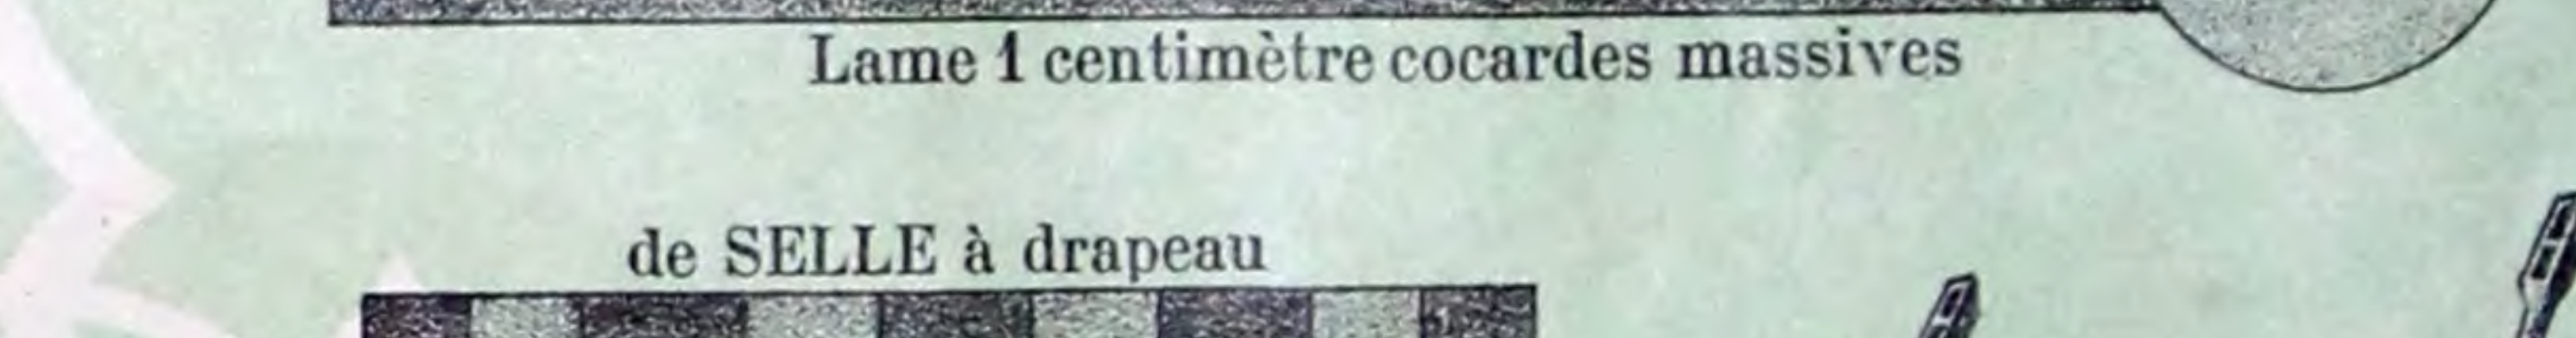 Lame 1 centimètre cocardes massives
de SELLE à drapeau